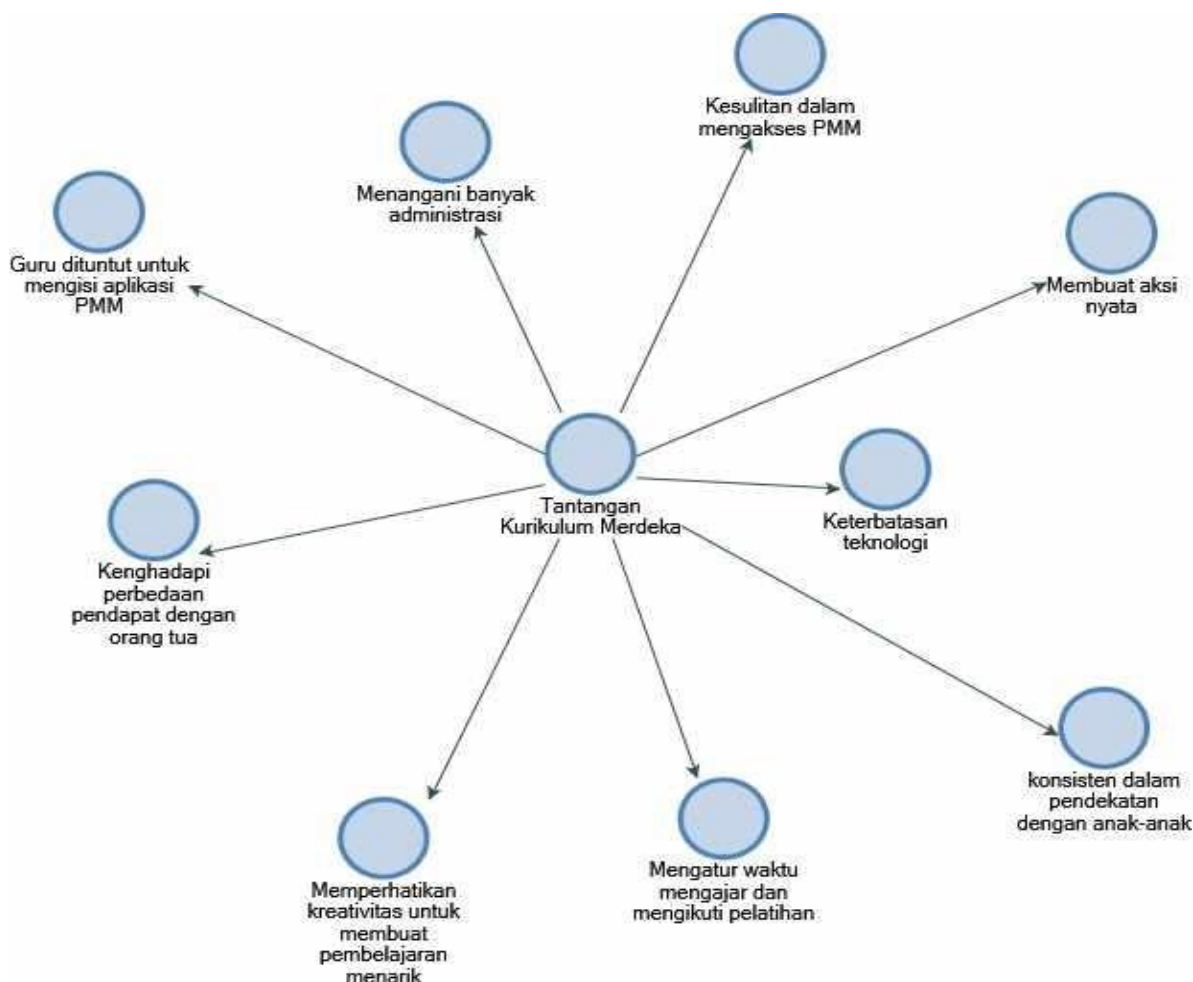 Kesulitan dalam
mengakses PMM
Menangani banyak
administrasi
Guru dituntut untuk
mengisi aplikasi
PMM
Membuat aksi
nyata
Tantangan
Kurikulum Merdeka
Keterbatasan
teknologi
Kenghadapi
perbedaan
pendapat dengan
orang tua
konsisten dalam
pendekatan
dengan anak-anak
Memperhatikan
kreativitas untuk
membuat
pembelajaran
menarik
Mengatur waktu
mengajar dan
mengikuti pelatihan